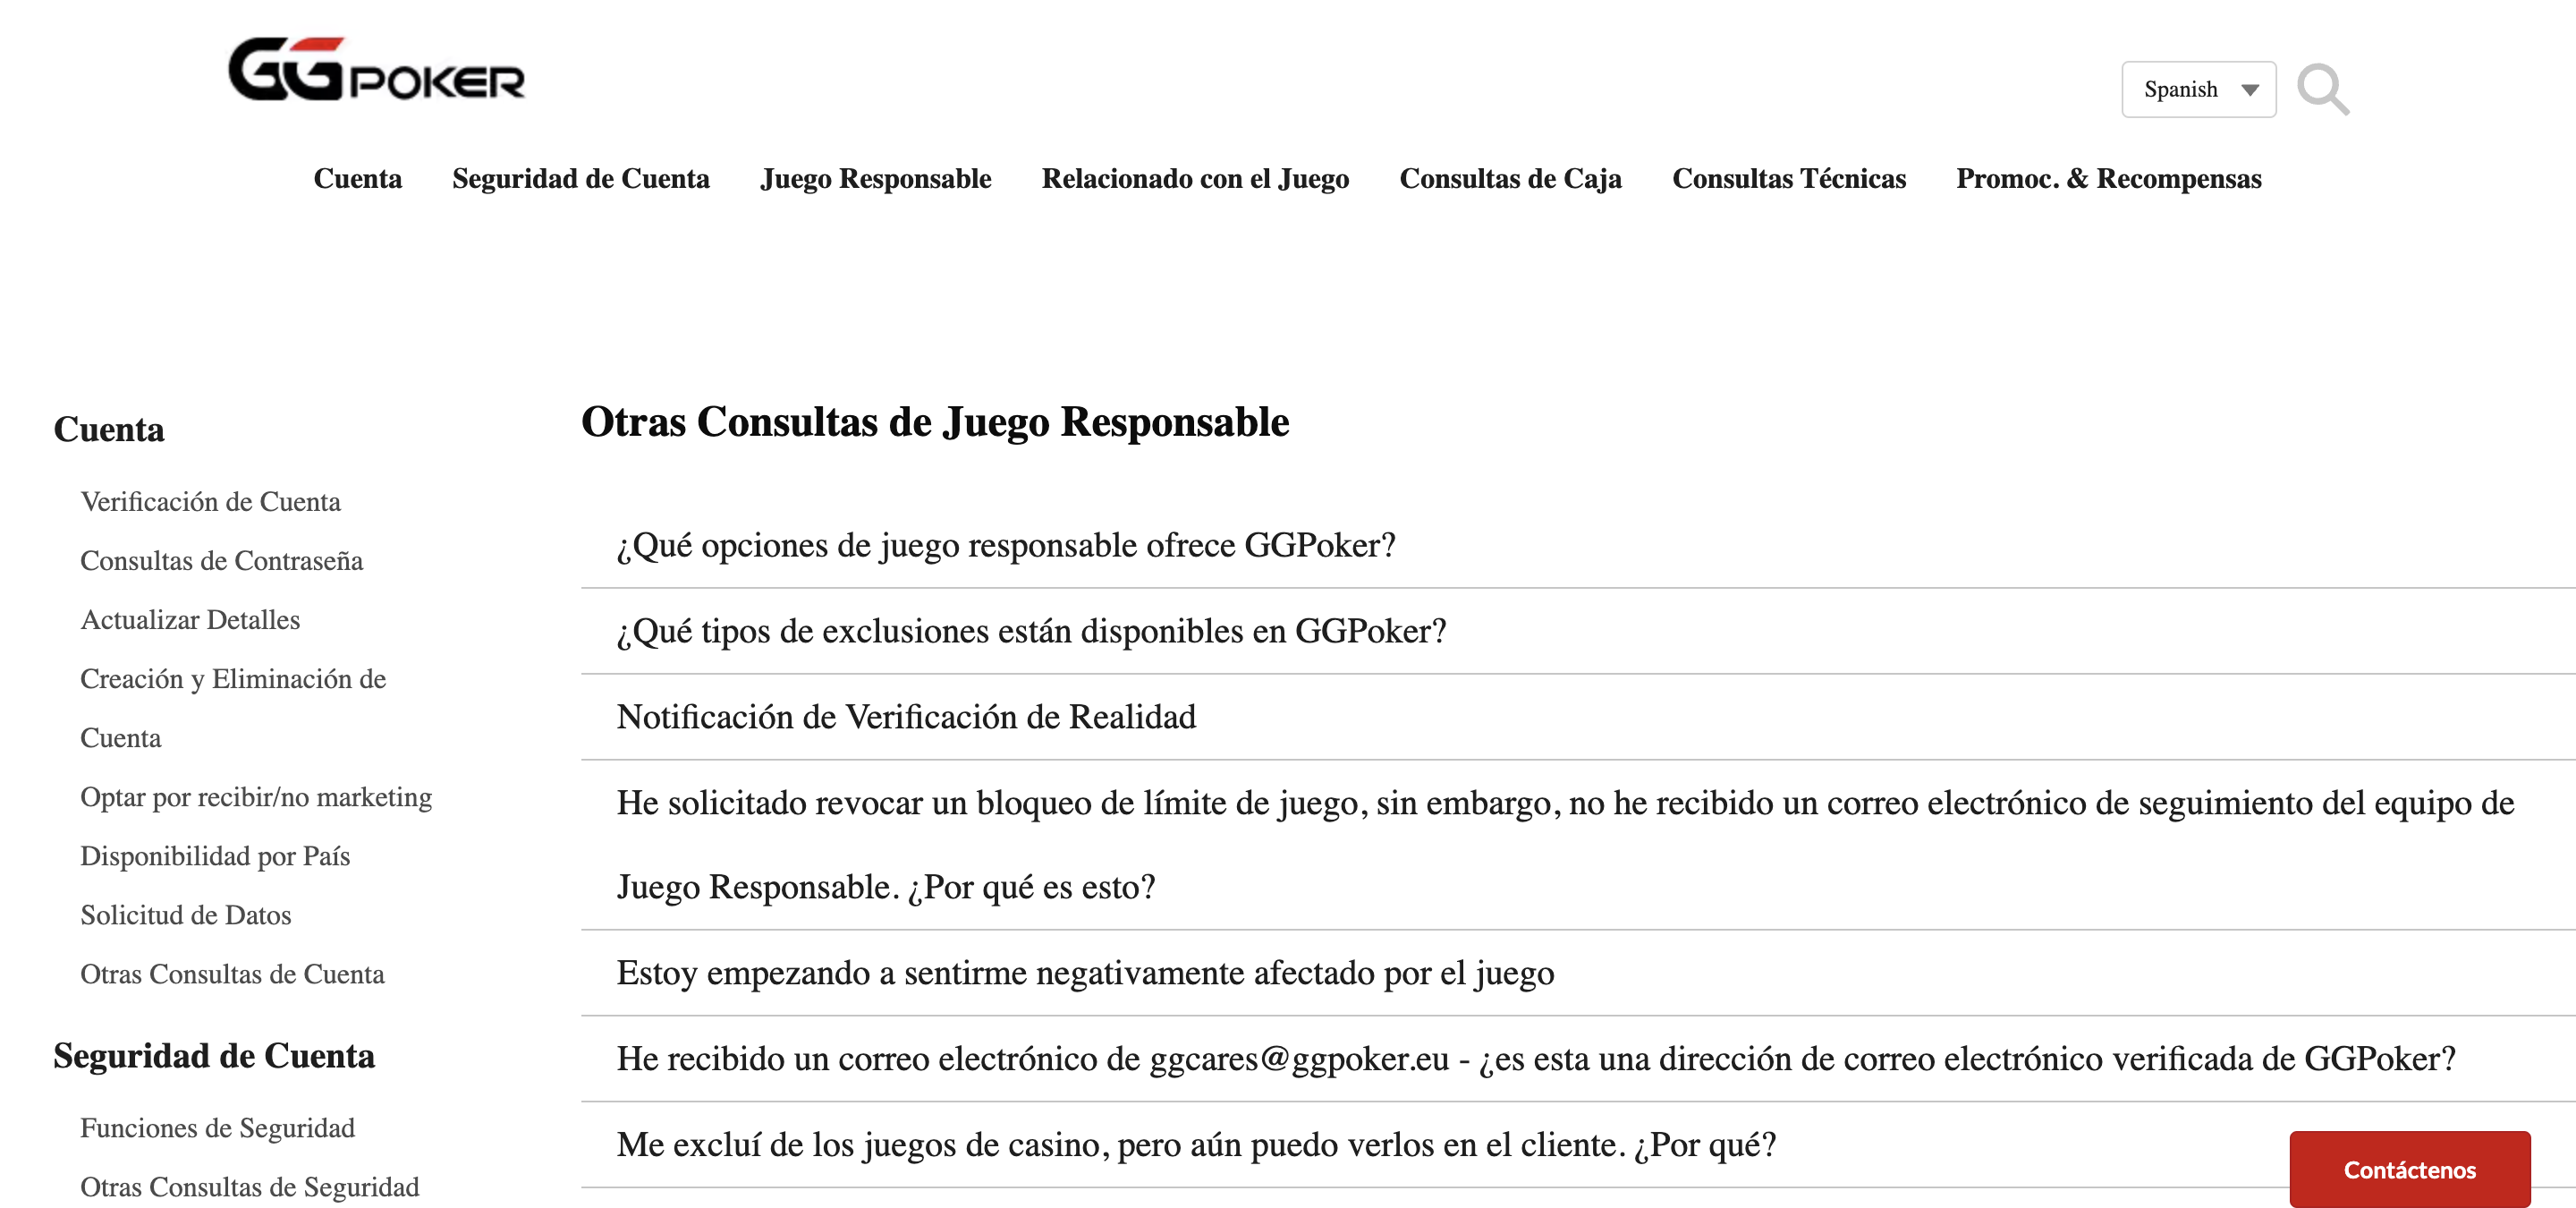 GGPOKER
Spanish
Cuenta
Seguridad de Cuenta
Juego Responsable
Relacionado con el Juego
Consultas de Caja
Consultas Técnicas
Promoc. & Recompensas
Cuenta
Verificación de Cuenta
Consultas de Contraseña
Actualizar Detalles
Creación y Eliminación de
Cuenta
Optar por recibir/no marketing
Disponibilidad por País
Solicitud de Datos
Otras Consultas de Cuenta
Seguridad de Cuenta
Funciones de Seguridad
Otras Consultas de Seguridad
Otras Consultas de Juego Responsable
¿Qué opciones de juego responsable ofrece GGPoker?
¿Qué tipos de exclusiones están disponibles en GGPoker?
Notificación de Verificación de Realidad
He solicitado revocar un bloqueo de límite de juego, sin embargo, no he recibido un correo electrónico de seguimiento del equipo de
Juego Responsable. ¿Por qué es esto?
Estoy empezando a sentirme negativamente afectado por el juego
He recibido un correo electrónico de ggcares@ggpoker.eu - ¿es esta una dirección de correo electrónico verificada de GGPoker?
Me excluí de los juegos de casino, pero aún puedo verlos en el cliente. ¿Por qué?
Contáctenos